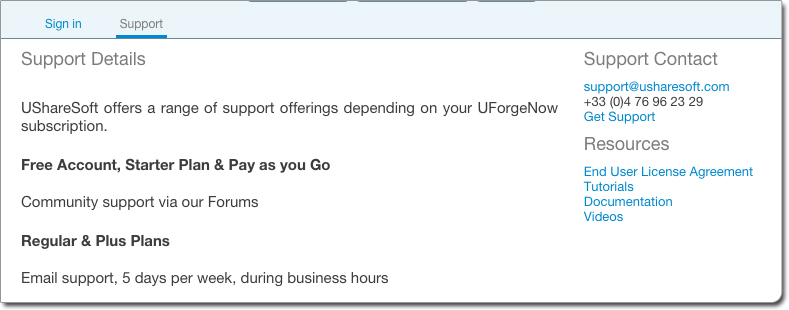 Sign in
Support
Support Details
UShareSoft offers a range of support offerings depending on your UForgeNow
subscription.
Free Account, Starter Plan & Pay as you Go
Community support via our Forums
Regular & Plus Plans
Email support, 5 days per week, during business hours
Support Contact
support@usharesoft.com
+33 (0)4 76 96 23 29
Get Support
Resources
End User License Agreement
Tutorials
Documentation
Videos